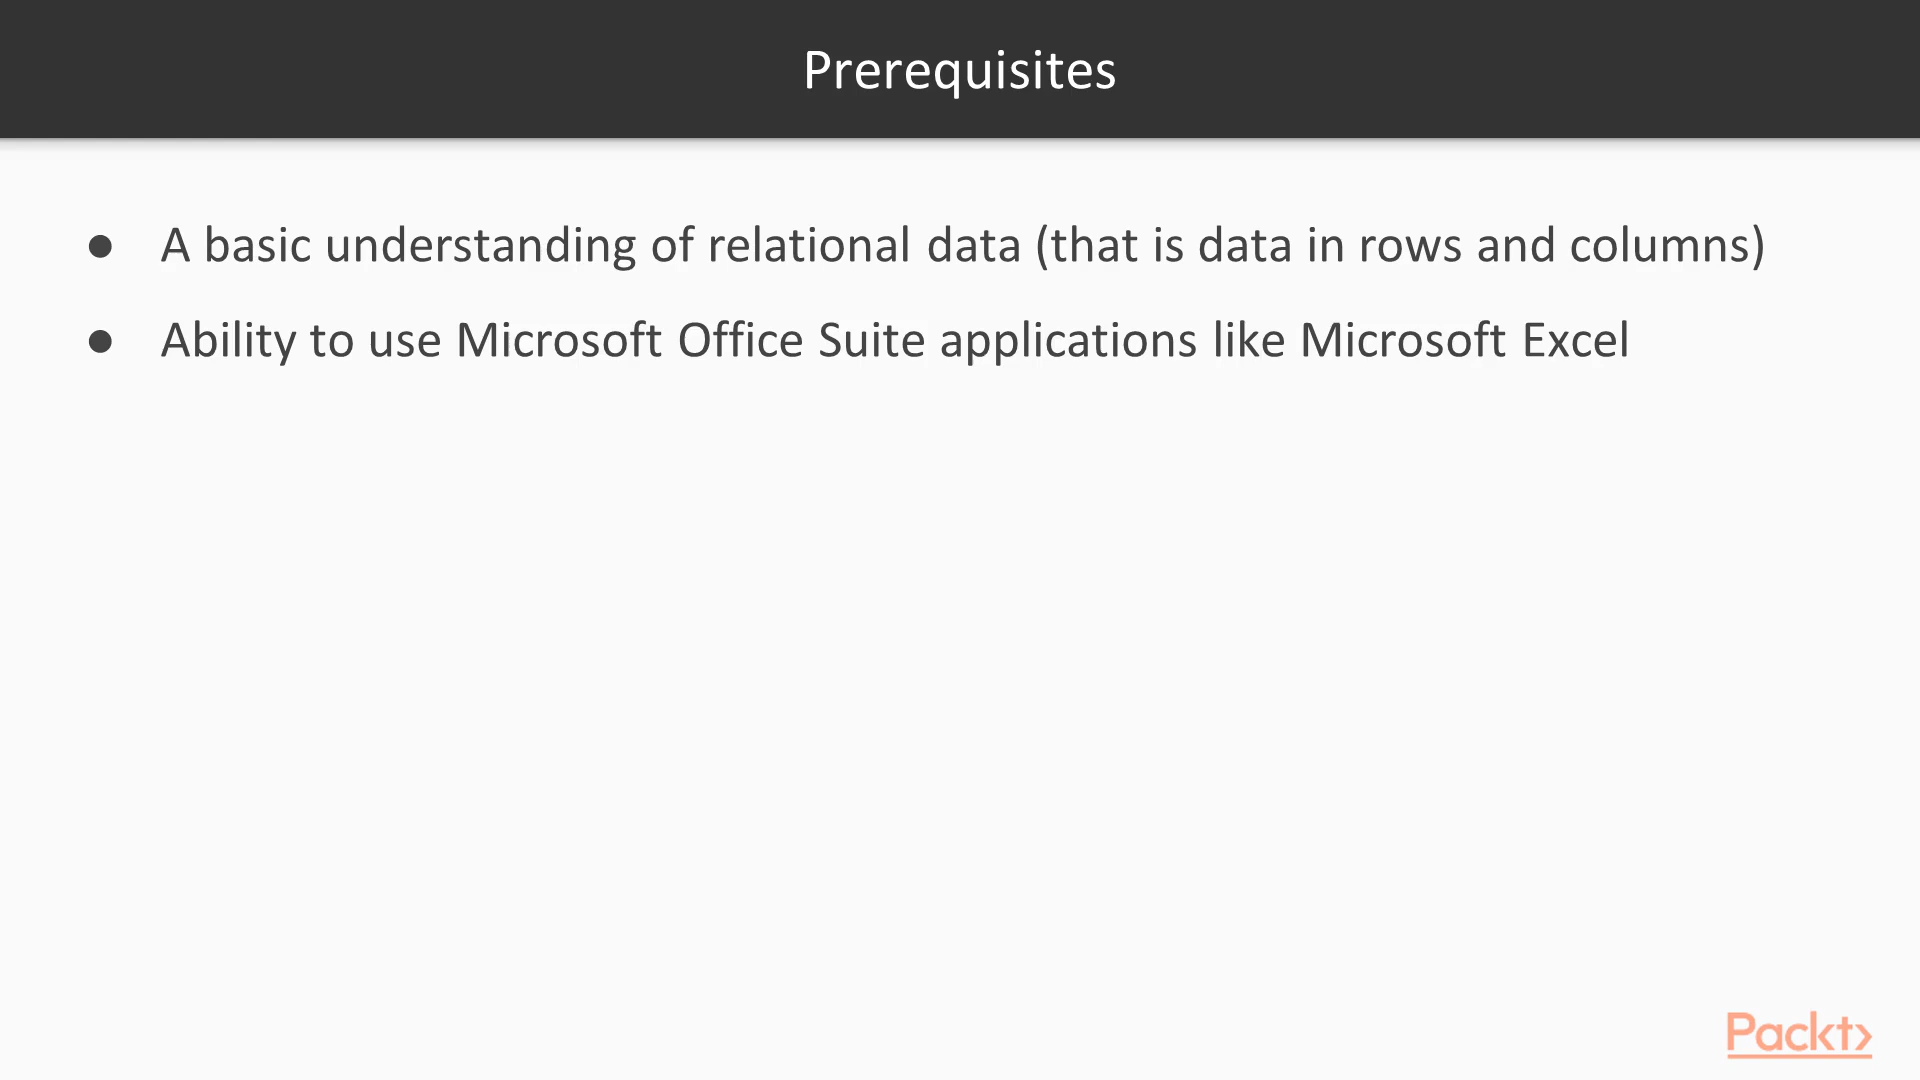 Prerequisites
● A basic understanding of relational data (that is data in rows and columns)
● Ability to use Microsoft Office Suite applications like Microsoft Excel
Packt>